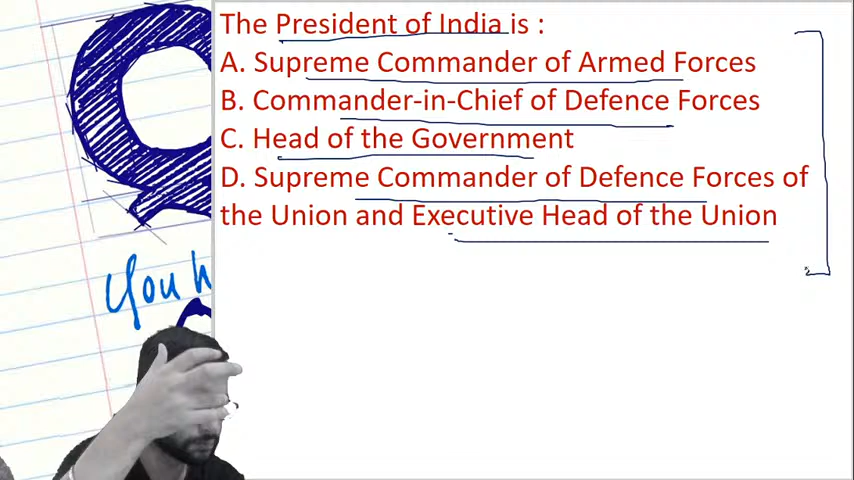 The President of India is :
A. Supreme Commander of Armed Forces
B. Commander-in-Chief of Defence Forces
C. Head of the Government
D. Supreme Commander of Defence Forces of
the Union and Executive Head of the Union
You